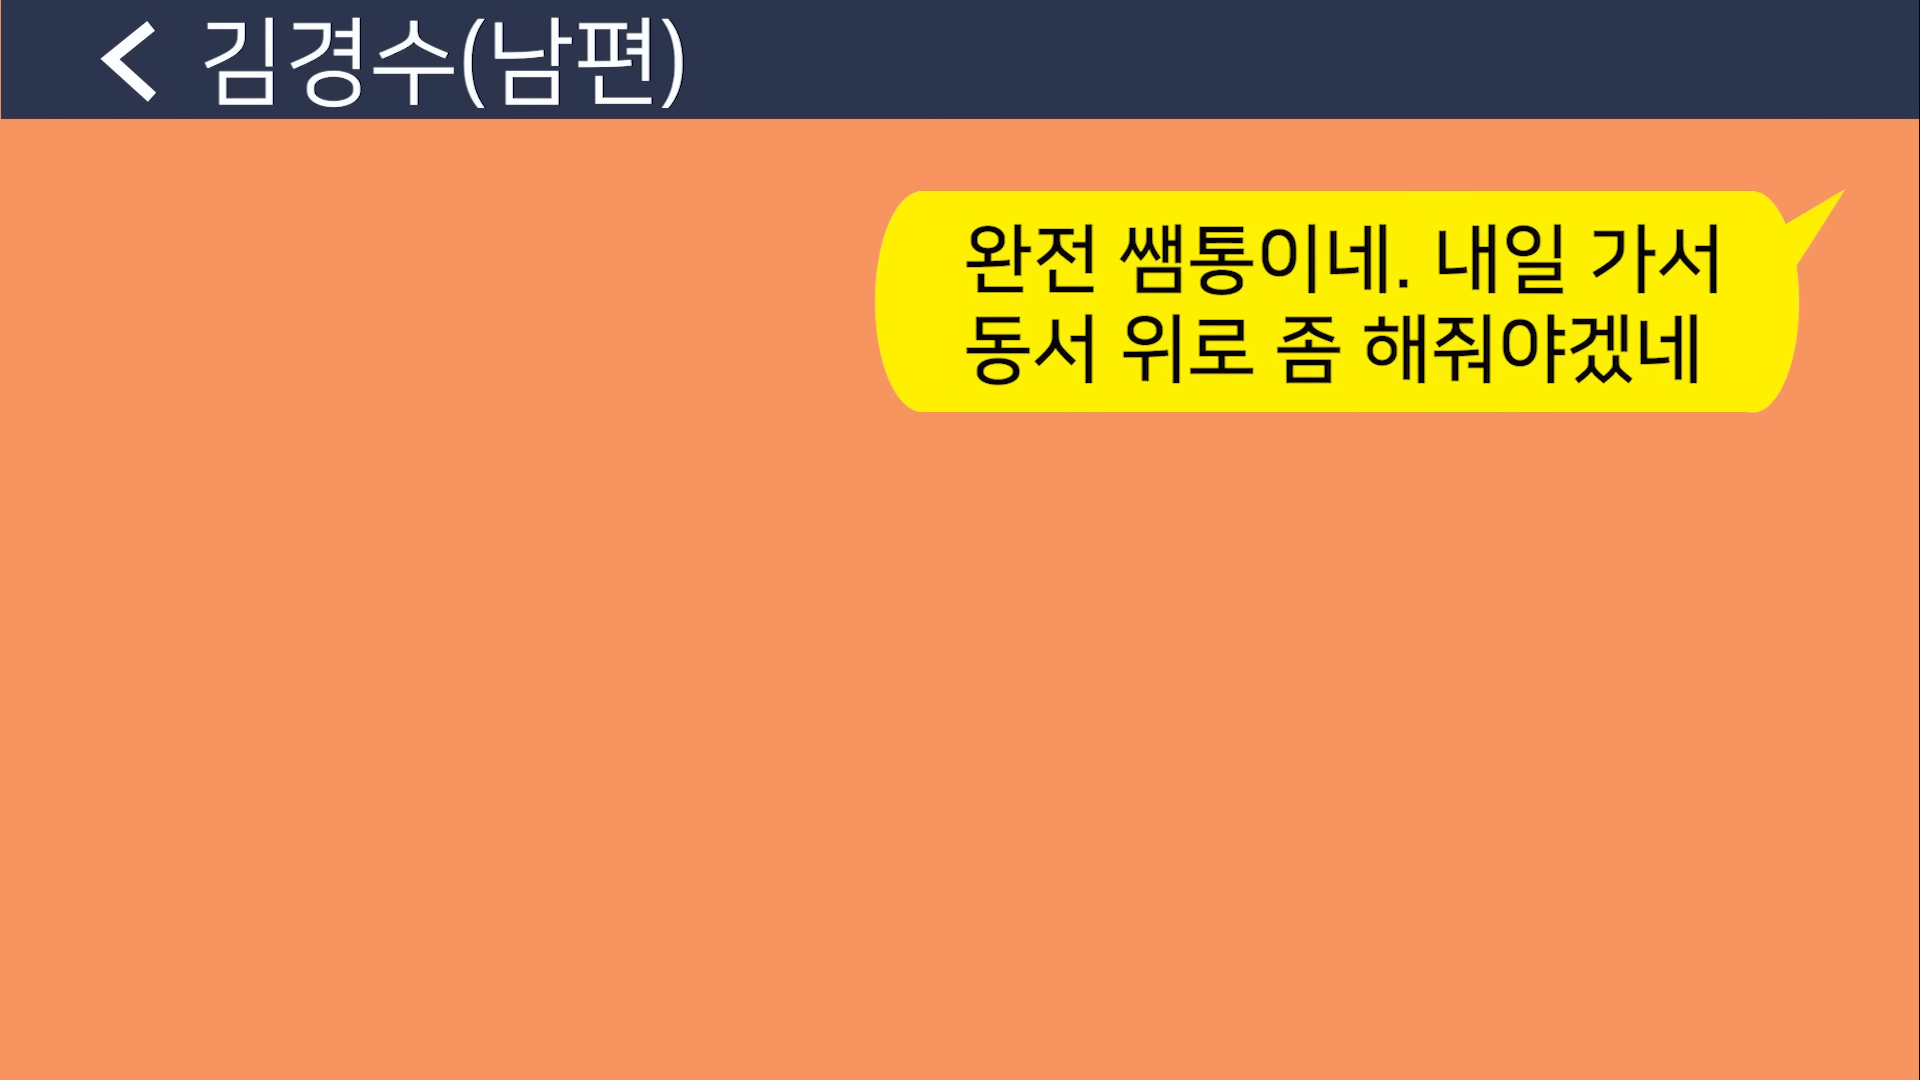 김경수(남편)
완전 쌤통이네. 내일 가서
동서 위로 좀 해줘야겠네